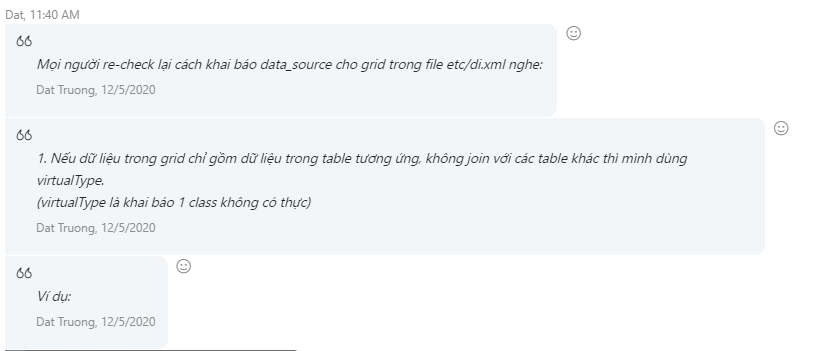 Dat, 11:40 AM
Mọi người re-check lại cách khai báo data_source cho grid trong file etc/di.xml nghe:
Dat Truong, 12/5/2020
1. Nếu dữ liệu trong grid chỉ gồm dữ liệu trong table tương ứng, không join với các table khác thì mình dùng
virtualType.
(virtualType là khai báo 1 class không có thực)
Dat Truong, 12/5/2020
Ví dụ:
Dat Truong, 12/5/2020